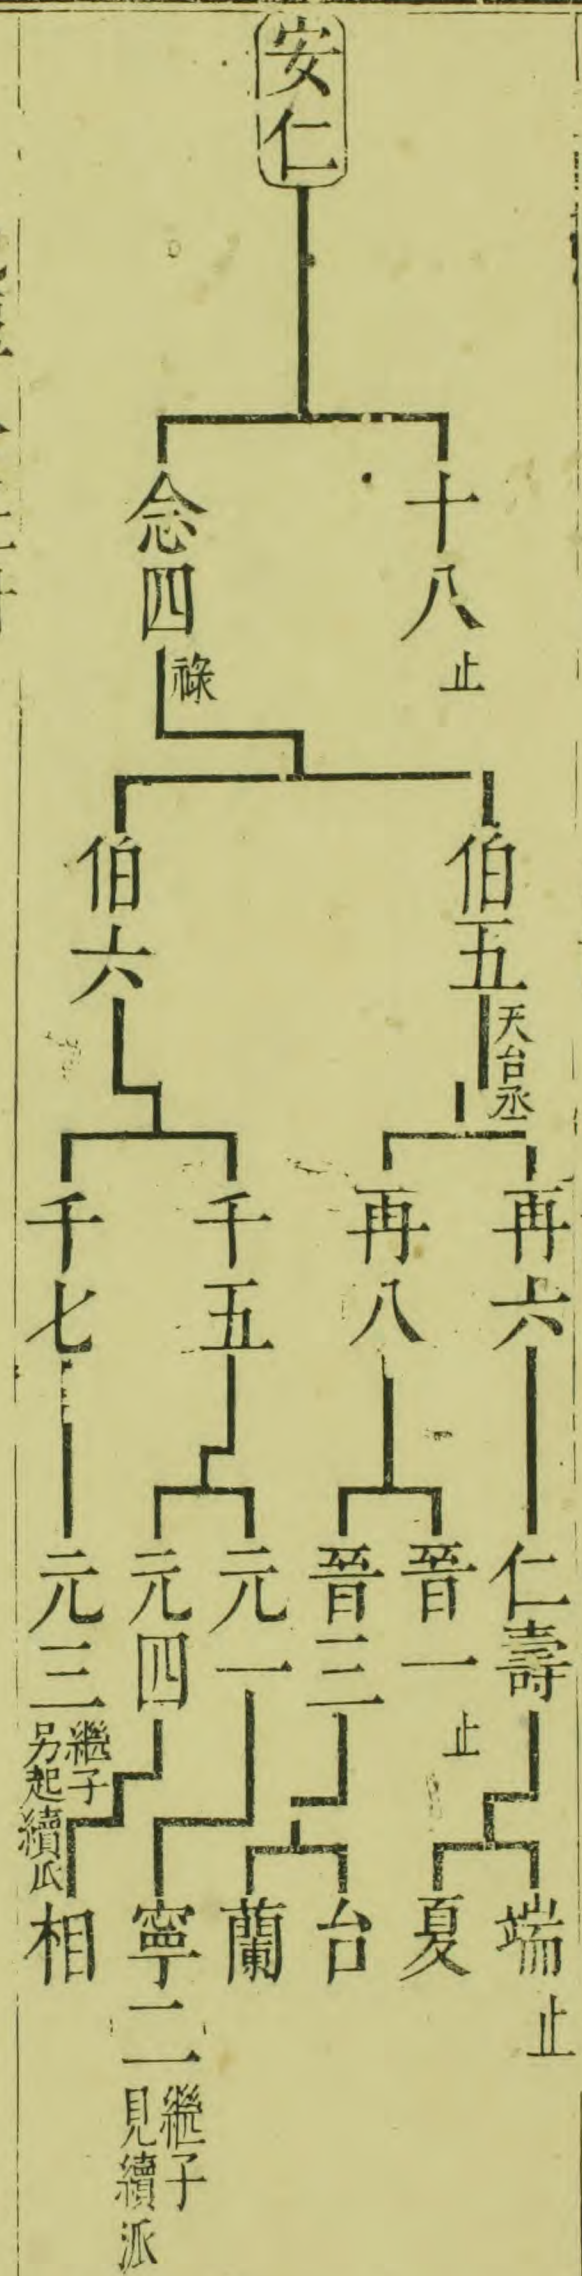 安仁
十八 止
念四 祿
伯五 天台丞
伯六
再六
再八
千五
千七
仁壽
晉一 止
晉三
元一
元四
元三 繼子另起續瓜
端 止
夏
台
蘭
寧二 繼子見續派
相